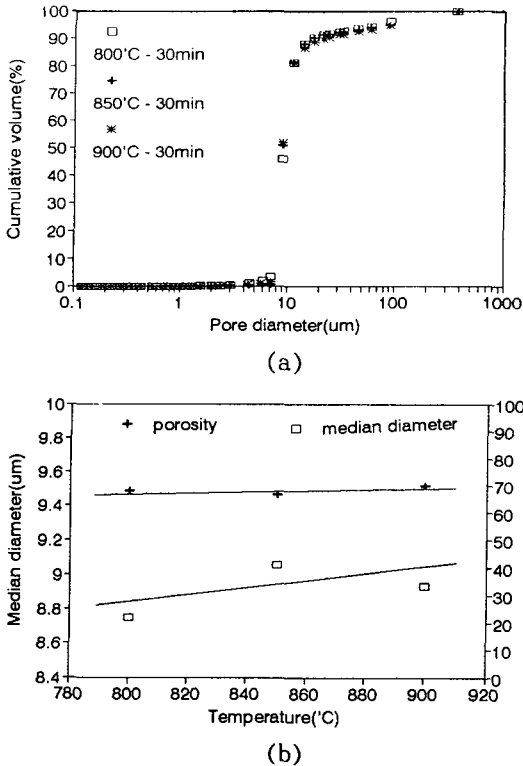 100
90
80
70
60
50
40
30
20
10
0
Cumulative volume(%)
800'C - 30min
850'C - 30min
900'C - 30min
0.1 1 10 100 1000
Pore diameter(um)
(a)
10
9.8
9.6
9.4
9.2
9
8.8
8.6
8.4
Median diameter(um)
porosity median diameter
100
90
80
70
60
50
40
30
20
10
0
780 800 820 840 860 880 900 920
Temperature('C)
(b)